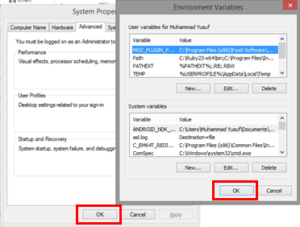 System Prope
Computer Name
Hardware
Advanced
Sys
You must be logged on as an Administrator to
Performance
Visual effects, processor scheduling, memory
User Profiles
Desktop settings related to your sign-in
Startup and Recovery
System startup, system failure, and debugging
OK
Cancel
Apply
Environment Variables
User variables for Muhammad Yusuf
Variable Value
MOZ_PLUGIN_P... C:\Program Files (x86)\Foxit Software\...
Path C:\Ruby23-x64\bin;C:\Program Files\
PATHEXT %PATHEXT%;.RB;.RBW
TEMP %USERPROFILE%\AppData\Local\Temp
New...
Edit...
Delete
System variables
Variable Value
ANDROID_NDK_... C:\Users\Muhammad Yusuf\Documents\...
asl.log Destination=file
C_EM64T_REDI... C:\Program Files (x86)\Common Files\I
ComSpec C:\Windows\system32\cmd.exe
New...
Edit...
Delete
OK
Cancel